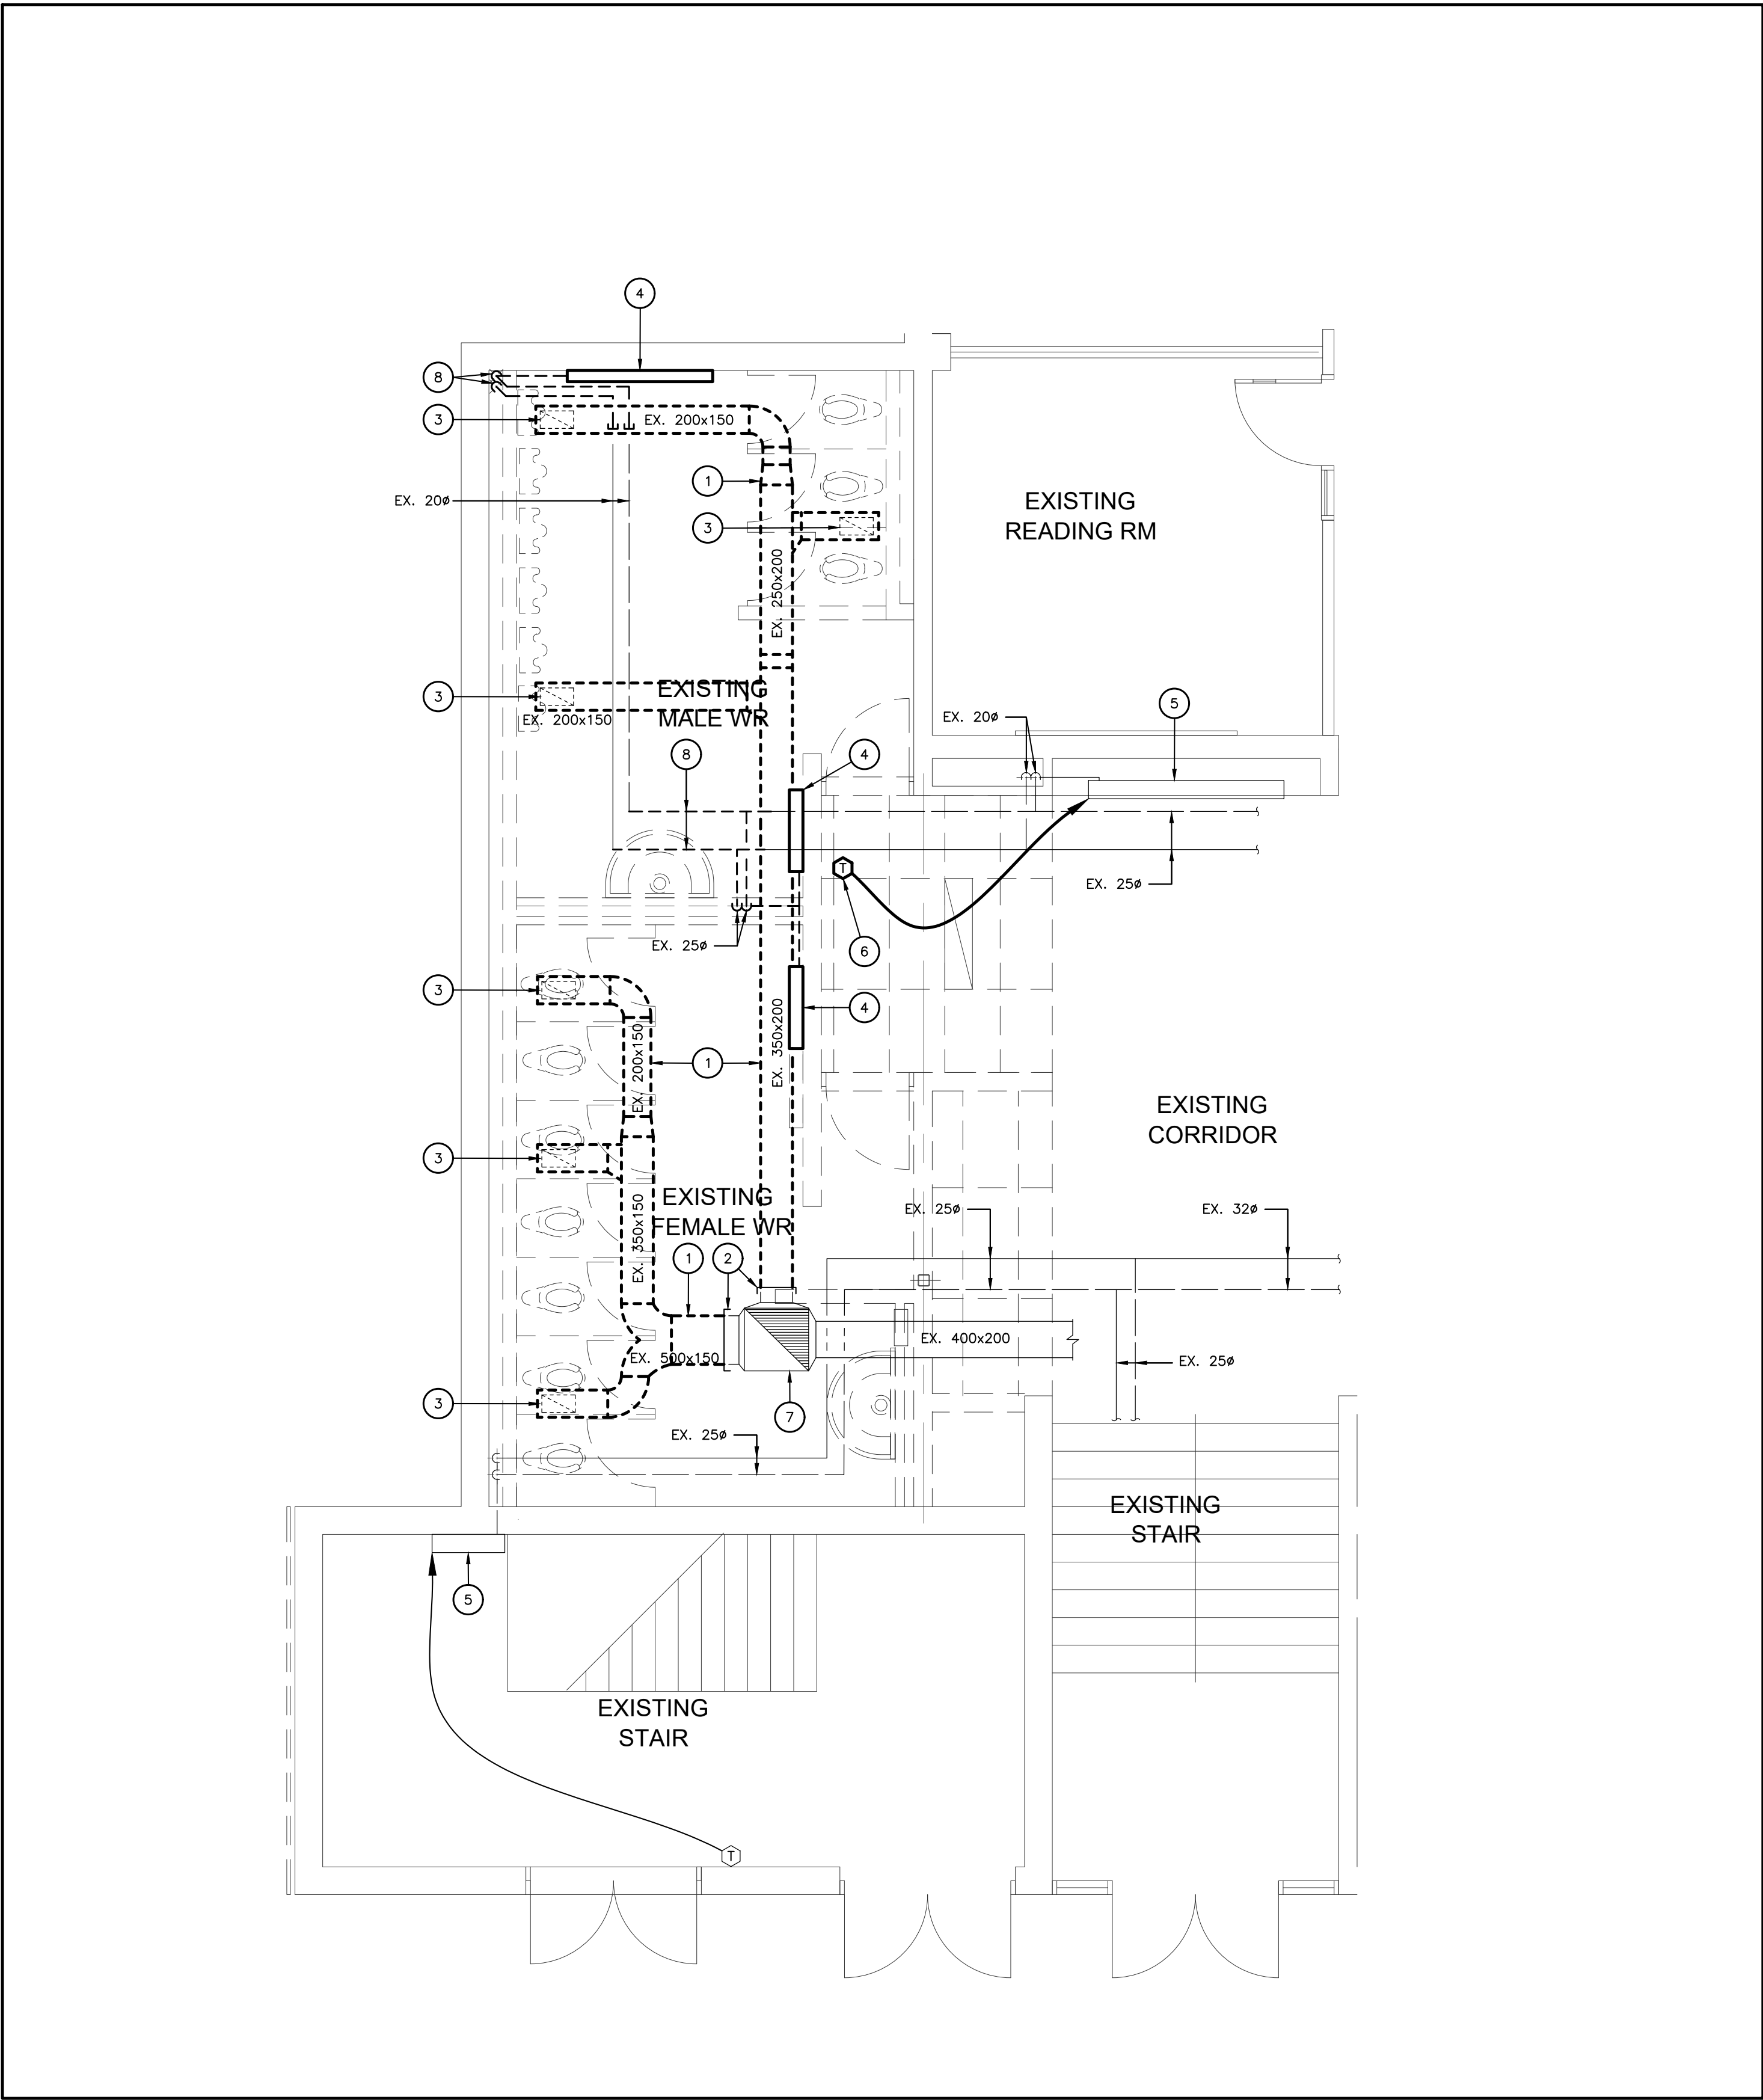 4
8
3
EX. 200x150
1
EX. 20ø
3
EXISTING
READING RM
EX. 250x200
3
EXISTING
MALE WR
EX. 200x150
5
EX. 20ø
8
4
T
EX. 25ø
EX. 25ø
6
3
4
EX. 350x200
EX. 200x150
1
EXISTING
CORRIDOR
3
EXISTING
FEMALE WR
EX. 350x150
EX. 25ø
EX. 32ø
1
2
EX. 400x200
EX. 500x150
EX. 25ø
3
7
EX. 25ø
EXISTING
STAIR
5
EXISTING
STAIR
T